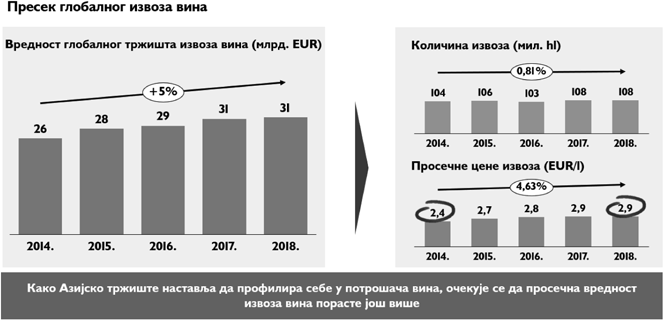 Пресек глобалног извоза вина
Вредност глобалног тржишта извоза вина (млрд. EUR)
+5%
26 28 29 31 31
2014. 2015. 2016. 2017. 2018.
Количина извоза (мил. hl)
0,81%
104 106 103 108 108
2014. 2015. 2016. 2017. 2018.
Просечне цене извоза (EUR/l)
4,63%
2,4 2,7 2,8 2,9 2,9
2014. 2015. 2016. 2017. 2018.
Како Азијско тржиште наставља да профилира себе у потрошача вина, очекује се да просечна вредност
извоза вина порасте још више